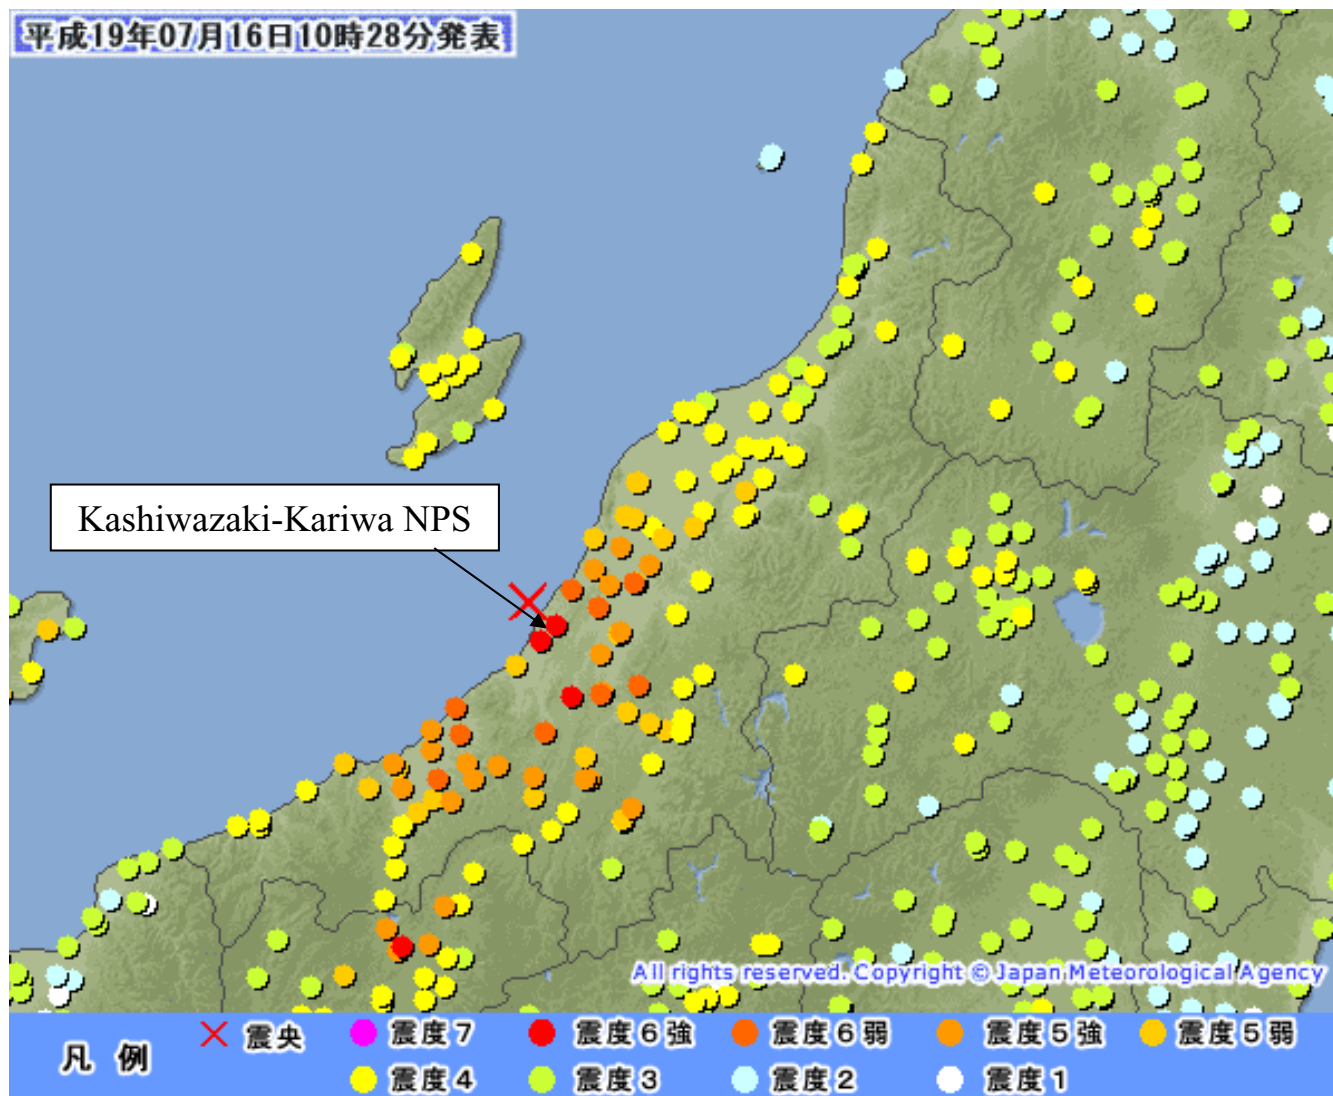 平成19年07月16日10時28分発表
Kashiwazaki-Kariwa NPS
All rights reserved. Copyright © Japan Meteorological Agency
凡 例
震央 震度7 震度6強 震度6弱 震度5強 震度5弱
震度4 震度3 震度2 震度1